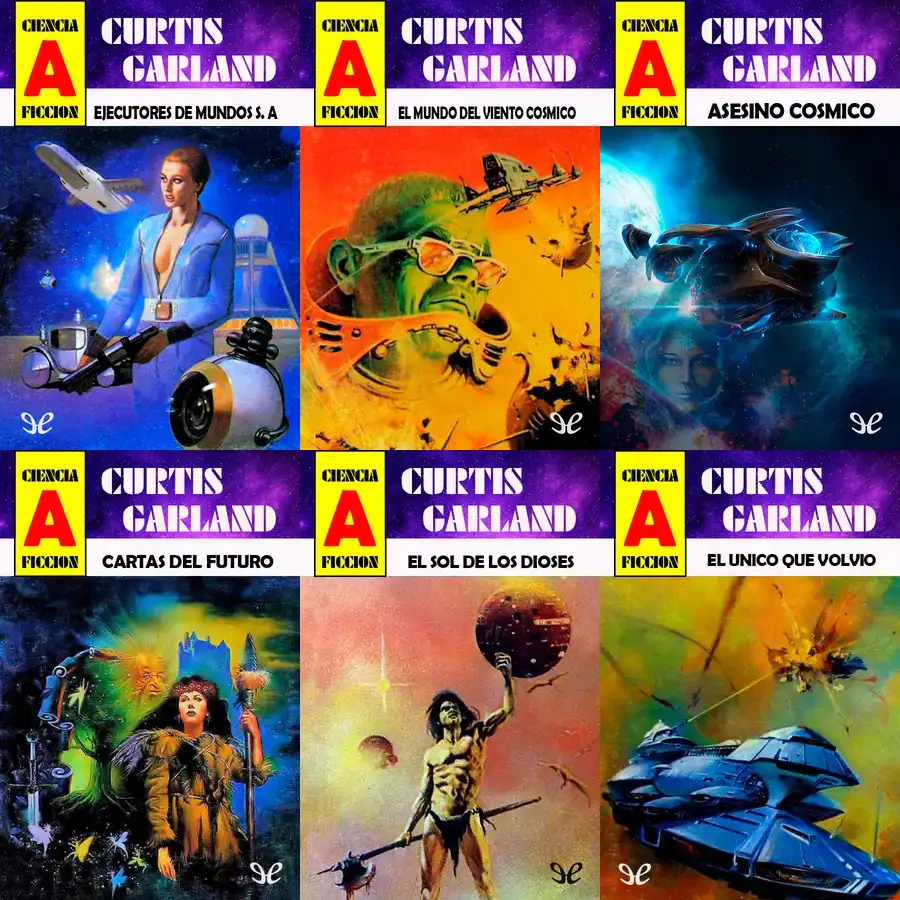 CIENCIA
A
FICCION
CURTIS
GARLAND
EJECUTORES DE MUNDOS S. A
CIENCIA
A
FICCION
CURTIS
GARLAND
EL MUNDO DEL VIENTO COSMICO
CIENCIA
A
FICCION
CURTIS
GARLAND
ASESINO COSMICO
CIENCIA
A
FICCION
CURTIS
GARLAND
CARTAS DEL FUTURO
CIENCIA
A
FICCION
CURTIS
GARLAND
EL SOL DE LOS DIOSES
CIENCIA
A
FICCION
CURTIS
GARLAND
EL UNICO QUE VOLVIO